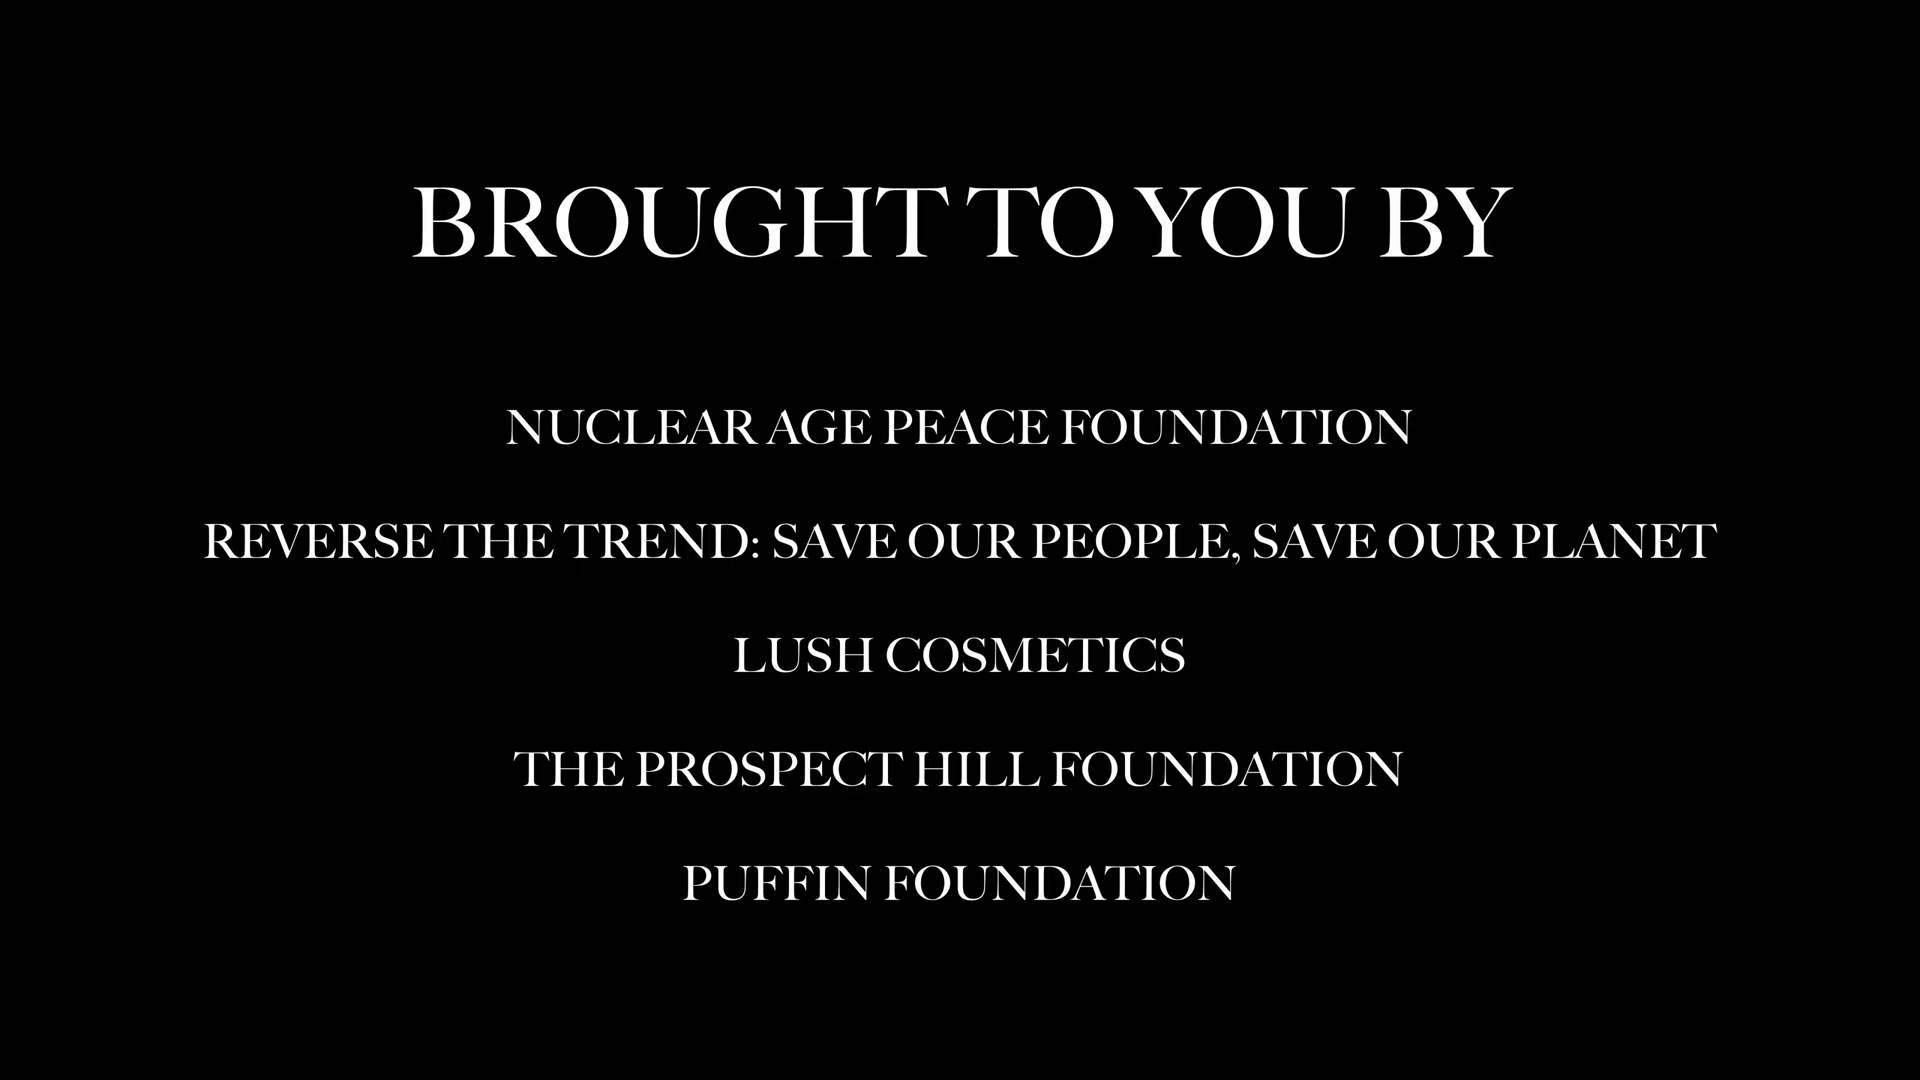 BROUGHT TO YOU BY
NUCLEAR AGE PEACE FOUNDATION
REVERSE THE TREND: SAVE OUR PEOPLE, SAVE OUR PLANET
LUSH COSMETICS
THE PROSPECT HILL FOUNDATION
PUFFIN FOUNDATION